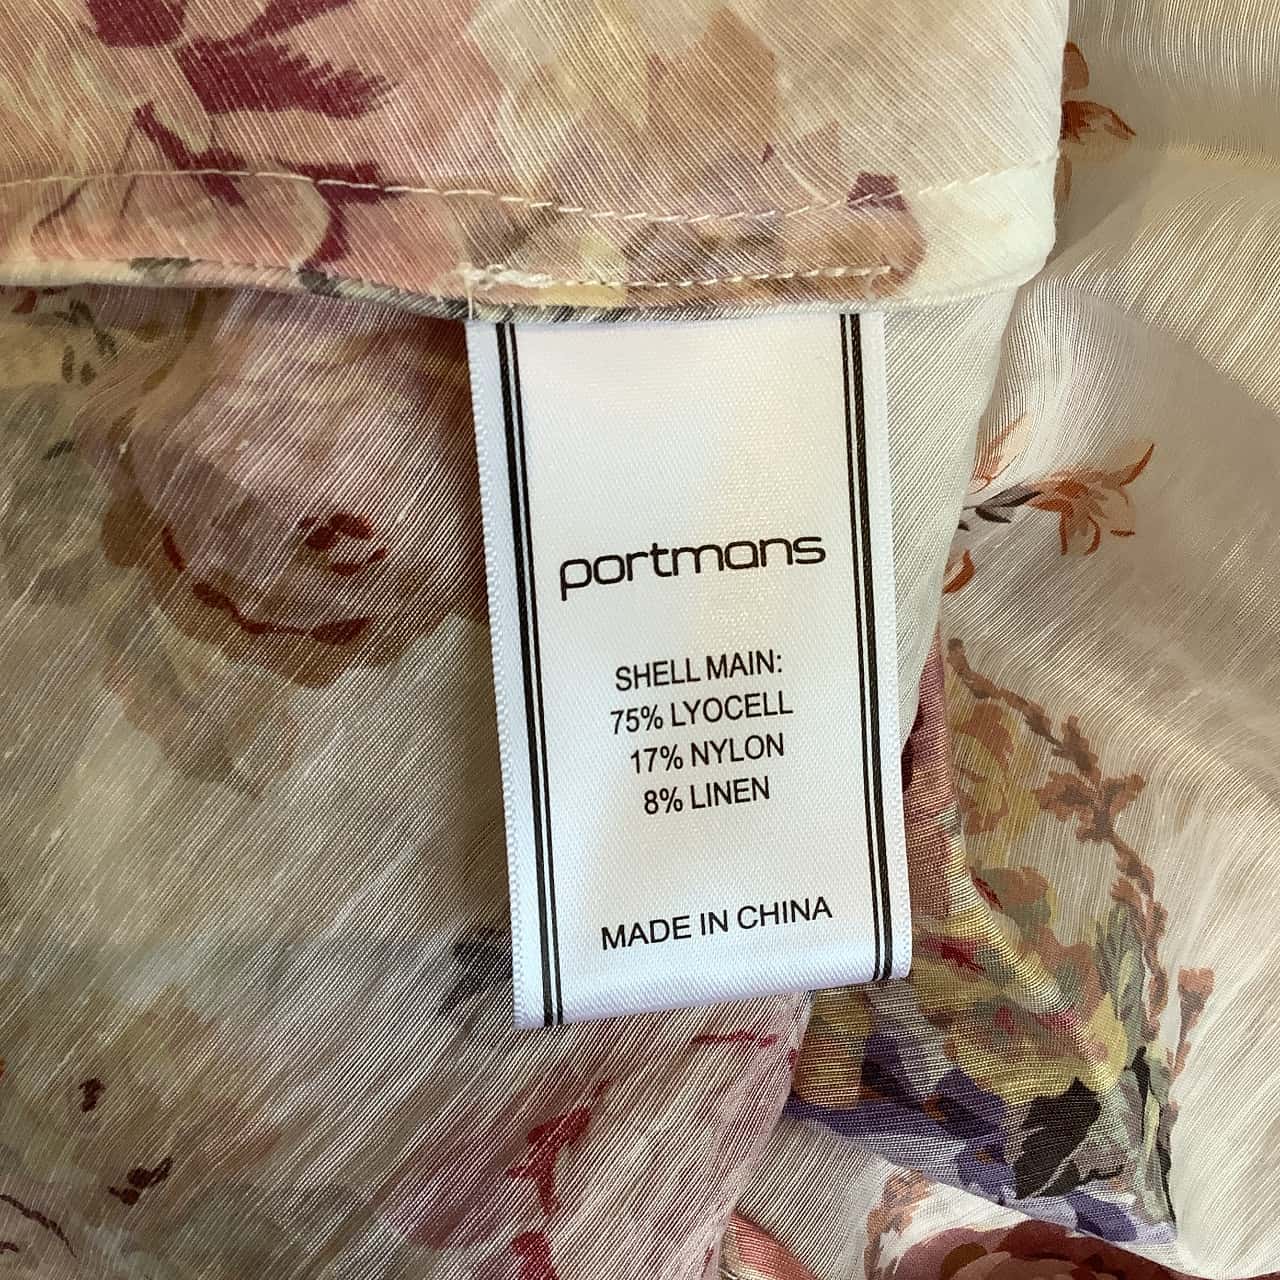 portmans
SHELL MAIN:
75% LYOCELL
17% NYLON
8% LINEN
MADE IN CHINA